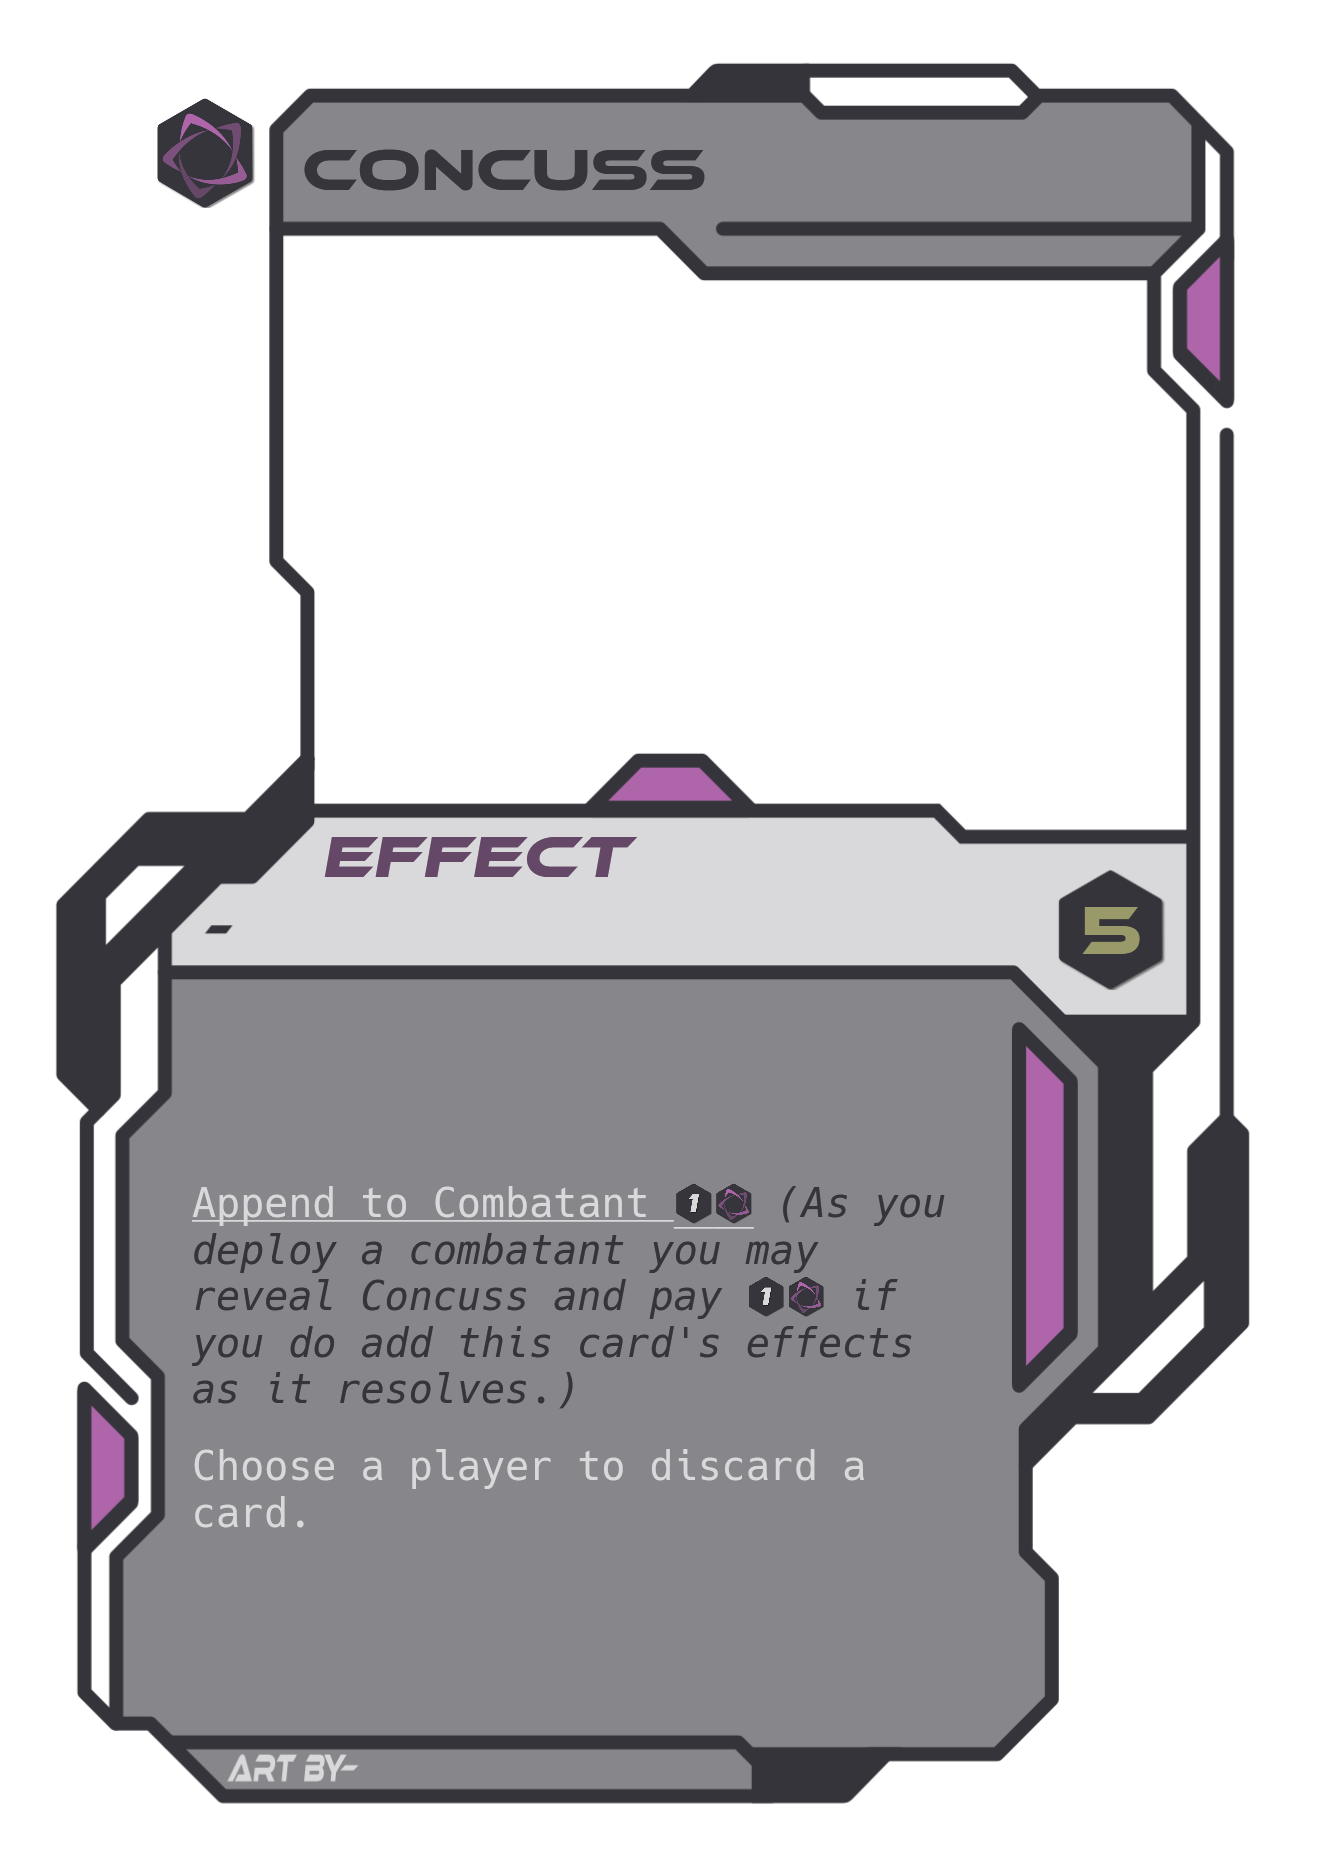 CONCUSS
EFFECT
-
5
Append to Combatant 1 (As you
deploy a combatant you may
reveal Concuss and pay 1 if
you do add this card's effects
as it resolves.)
Choose a player to discard a
card.
ART BY-